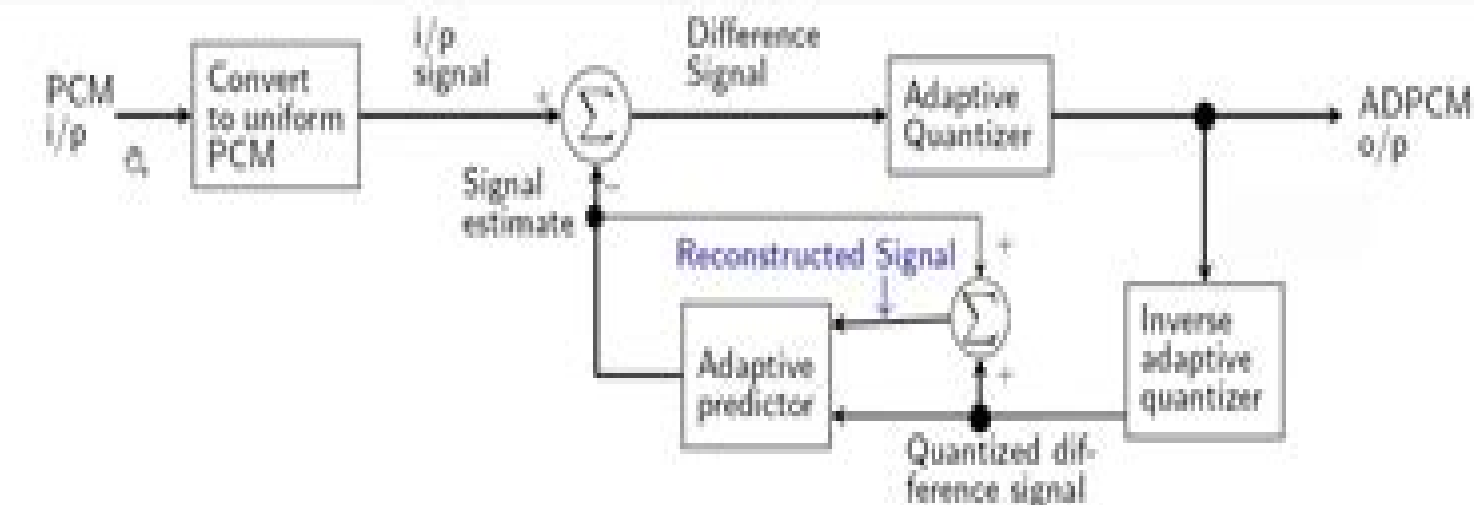 PCM
i/p
Convert
to uniform
PCM
i/p
signal
+
Σ
Difference
Signal
Adaptive
Quantizer
ADPCM
o/p
Signal
estimate
−
Reconstructed Signal
+
Σ
+
Adaptive
predictor
Inverse
adaptive
quantizer
Quantized dif-
ference signal